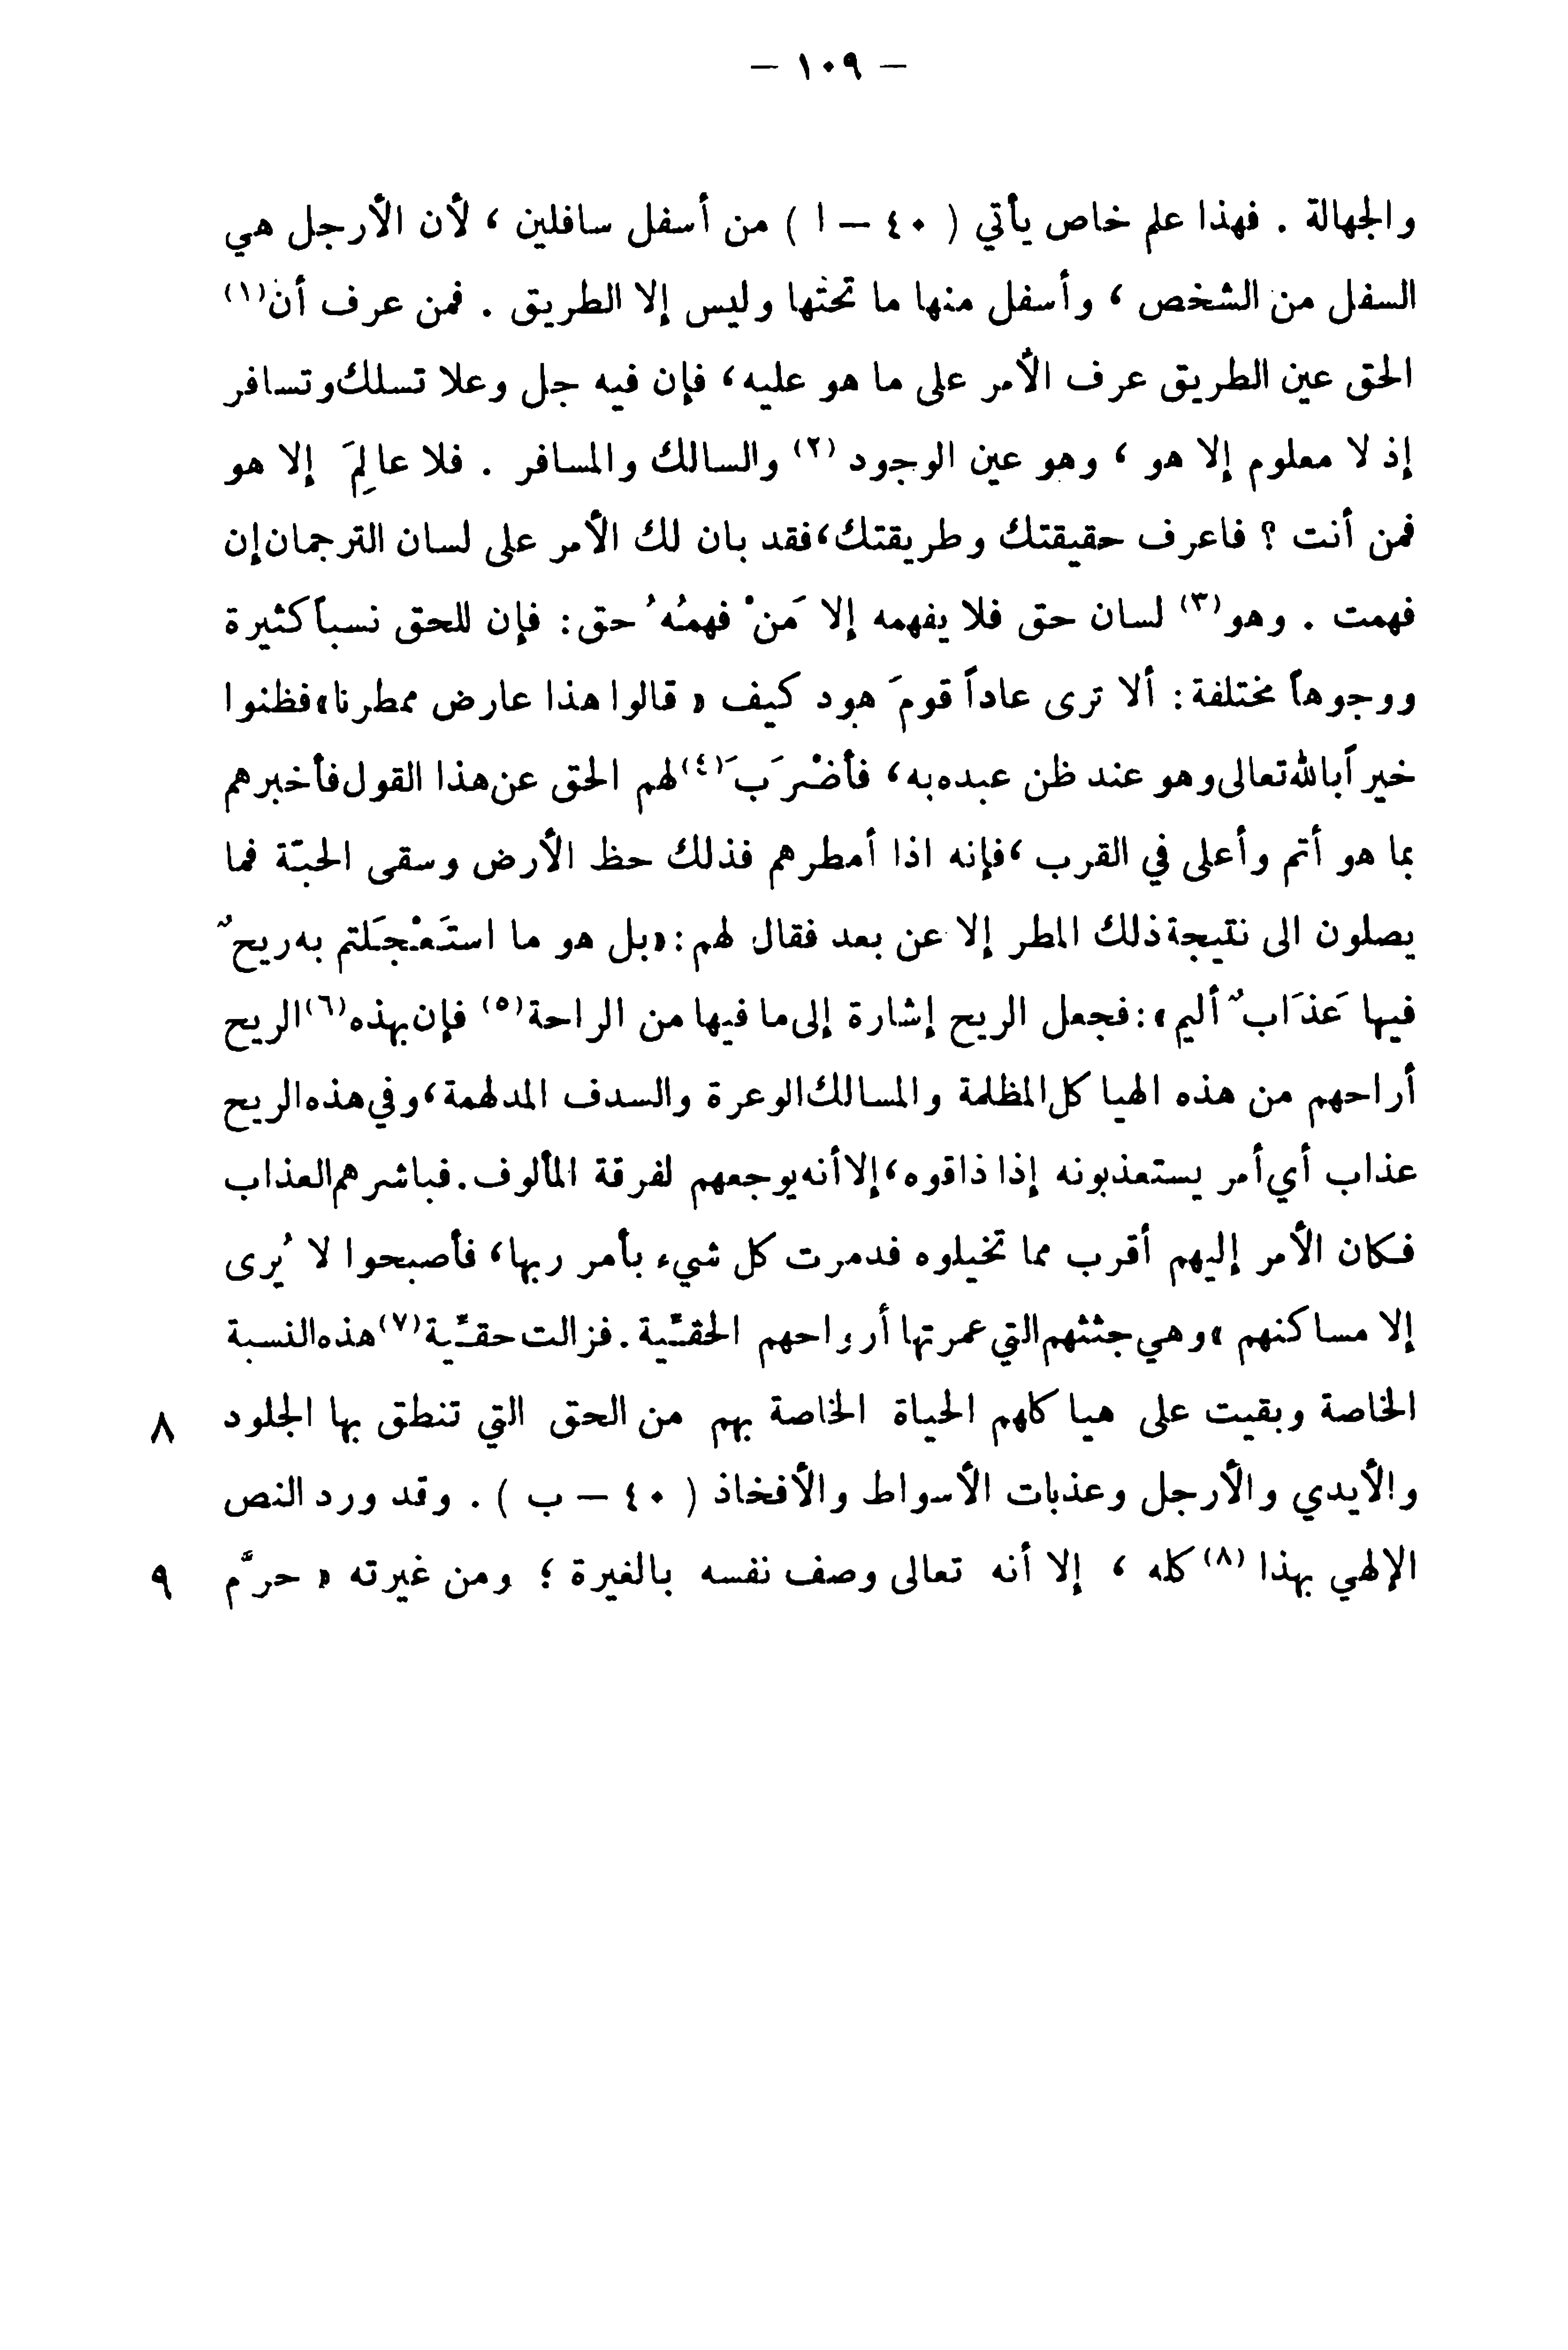 – ١٠٩ –
والجهالة . فهذا علم خاص يأتي ( ٤٠ – ا ) من أسفل سافلين ، لأن الأرجل هي
السفل من الشخص ، وأسفل منها ما تحتها وليس إلا الطريق . فمن عرف أن(١)
الحق عين الطريق عرف الأمر على ما هو عليه، فإن فيه جل وعلا تسلك وتسافر
إذ لا معلوم إلا هو ، وهو عين الوجود (٢) والسالك والمسافر . فلا عالِمَ إلا هو
فمن أنت ؟ فاعرف حقيقتك وطريقتك،فقد بان لك الأمر على لسان الترجمان إن
فهمت . وهو(٣) لسان حق فلا يفهمه إلا مَنْ فهمُهُ حق: فإن للحق نسباً كثيرة
ووجوهاً مختلفة: ألا ترى عاداً قومَ هود كيف « قالوا هذا عارض ممطرنا»فظنوا
خيراً بالله تعالى وهو عند ظن عبده به، فأضْرَبَ(٤)لهم الحق عن هذا القول فأخبرهم
بما هو أتم وأعلى في القرب ،فإنه اذا أمطرهم فذلك حظ الأرض وسقى الحبّة فما
يصلون الى نتيجة ذلك المطر إلا عن بعد فقال لهم:«بل هو ما استَعْجَلتم به ريحٌ
فيها عَذَابٌ أليم»:فجعل الريح إشارة إلى ما فيها من الراحة(٥) فإن بهذه(٦)الريح
أراحهم من هذه الهياكل المظلمة والمسالك الوعرة والسدف المدلهمة،وفي هذه الريح
عذاب أي أمر يستعذبونه إذا ذاقوه،إلا أنه يوجعهم لفرقة المألوف.فباشرهم العذاب
فكان الأمر إليهم أقرب مما تخيلوه فدمرت كل شيء بأمر ربها، فأصبحوا لا يُرى
إلا مساكنهم »وهي جثثهم التي عمرتها أرواحهم الحقِّية.فزالت حقِّية(٧)هذه النسبة
الخاصة وبقيت على هياكلهم الحياة الخاصة بهم من الحق التي تنطق بها الجلود ٨
والأيدي والأرجل وعذبات الأسواط والأفخاذ ( ٤٠ – ب ) . وقد ورد النص
الإلهي بهذا (٨) كله ، إلا أنه تعالى وصف نفسه بالغيرة ؛ ومن غيرته « حرَّم ٩